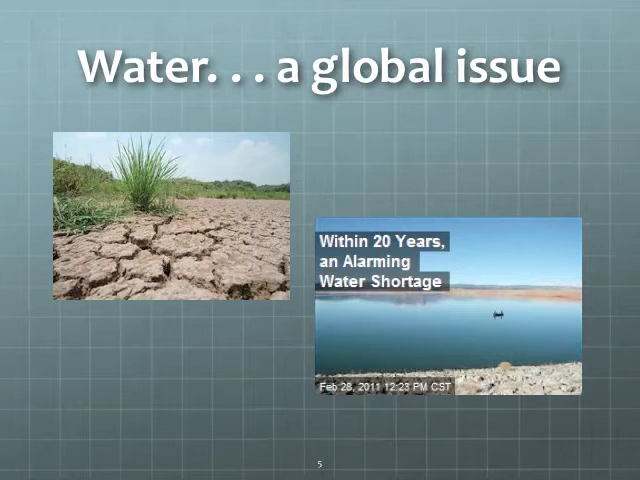 Water. . . a global issue
Within 20 Years,
an Alarming
Water Shortage
Feb 28, 2011 12:23 PM CST
5